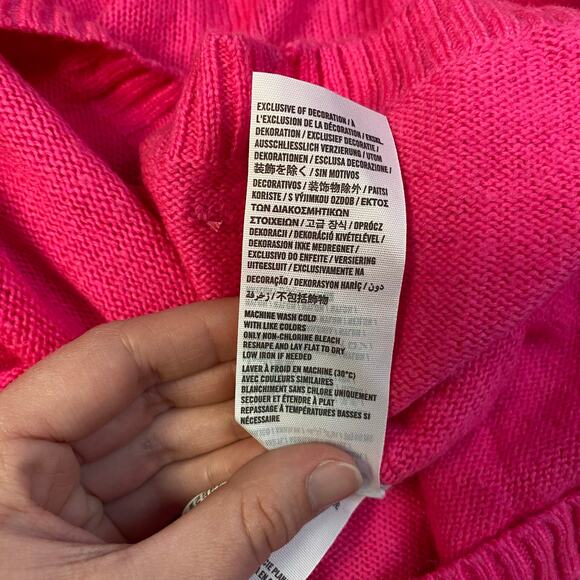 EXCLUSIVE OF DECORATION / À
L'EXCLUSION DE LA DÉCORATION / EKSKL.
DEKORATION / EXCLUSIEF DECORATIE /
AUSSCHLIESSLICH VERZIERUNG / UTOM
DEKORATIONEN / ESCLUSA DECORAZIONE /
装飾を除く / SIN MOTIVOS
DECORATIVOS / 装饰物除外 / PAITSI
KORISTE / S VÝJIMKOU OZDOB / ΕΚΤΟΣ
ΤΩΝ ΔΙΑΚΟΣΜΗΤΙΚΩΝ
ΣΤΟΙΧΕΙΩΝ / 고급 장식 / OPRÓCZ
DEKORACJI / DEKORÁCIÓ KIVÉTELÉVEL /
DEKORASJON IKKE MEDREGNET /
EXCLUSIVO DO ENFEITE / VERSIERING
UITGESLUIT / EXCLUSIVAMENTE NA
DECORAÇÃO / DEKORASYON HARİÇ / دون
زخرفة / 不包括飾物
MACHINE WASH COLD
WITH LIKE COLORS
ONLY NON-CHLORINE BLEACH
RESHAPE AND LAY FLAT TO DRY
LOW IRON IF NEEDED
LAVER À FROID EN MACHINE (30°C)
AVEC COULEURS SIMILAIRES
BLANCHIMENT SANS CHLORE UNIQUEMENT
SECOUER ET ÉTENDRE À PLAT
REPASSAGE À TEMPÉRATURES BASSES SI
NÉCESSAIRE